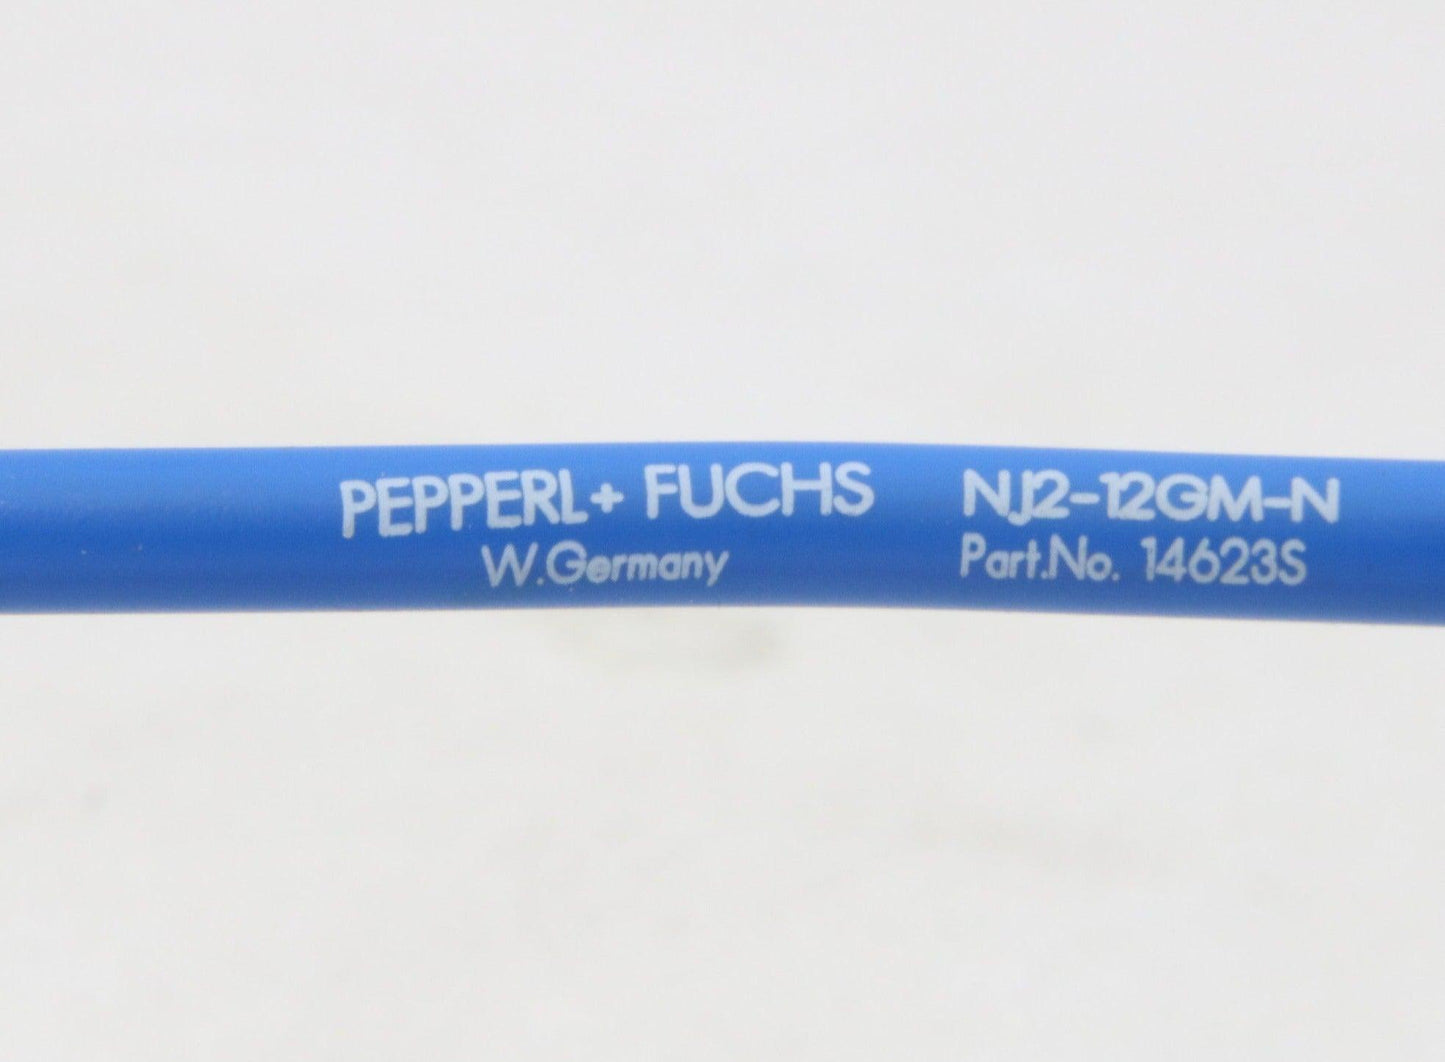 PEPPERL+ FUCHS NJ2-12GM-N
W.Germany Part.No. 14623S